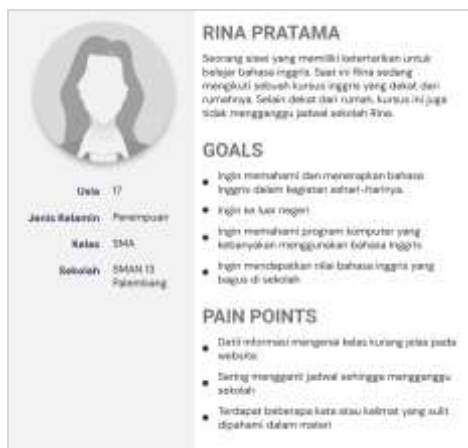 RINA PRATAMA
Seorang siswi yang memiliki ketertarikan untuk
belajar bahasa inggris. Saat ini Rina sedang
mengikuti sebuah kursus inggris yang dekat dari
rumahnya. Selain dekat dari rumah, kursus ini juga
tidak mengganggu jadwal sekolah Rina.
Usia 17
Jenis Kelamin Perempuan
Kelas SMA
Sekolah SMAN 13
Palembang
GOALS
Ingin memahami dan menerapkan bahasa
Inggris dalam kegiatan sehari-harinya.
Ingin ke luar negeri
Ingin memahami program komputer yang
kebanyakan menggunakan bahasa Inggris
Ingin mendapatkan nilai bahasa inggris yang
bagus di sekolah
PAIN POINTS
Detil informasi mengenai kelas kurang jelas pada
website
Sering mengganti jadwal sehingga mengganggu
sekolah
Terdapat beberapa kata atau kalimat yang sulit
dipahami dalam materi